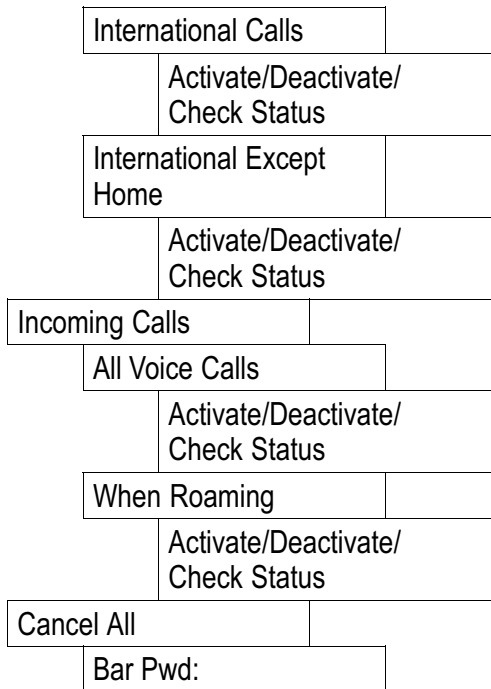 International Calls
Activate/Deactivate/
Check Status
International Except
Home
Activate/Deactivate/
Check Status
Incoming Calls
All Voice Calls
Activate/Deactivate/
Check Status
When Roaming
Activate/Deactivate/
Check Status
Cancel All
Bar Pwd: